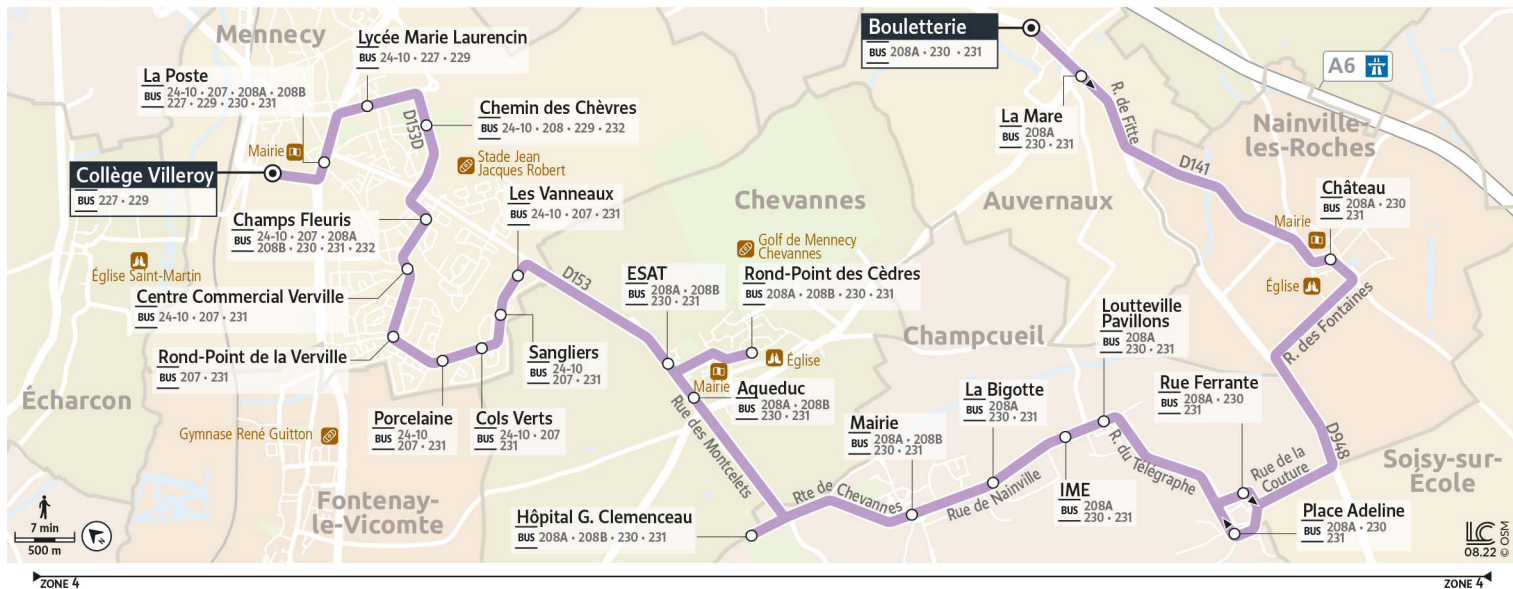 Mennecy
Lycée Marie Laurencin
BUS 24-10 • 227 • 229
La Poste
BUS 24-10 • 207 • 208A • 208B
227 • 229 • 230 • 231
Chemin des Chèvres
BUS 24-10 • 208 • 229 • 232
D153D
Mairie
Collège Villeroy
BUS 227 • 229
Stade Jean
Jacques Robert
Les Vanneaux
BUS 24-10 • 207 • 231
Champs Fleuris
BUS 24-10 • 207 • 208A
208B • 230 • 231 • 232
Église Saint-Martin
Centre Commercial Verville
BUS 24-10 • 207 • 231
Rond-Point de la Verville
BUS 207 • 231
Écharcon
Porcelaine
BUS 24-10
207 • 231
Cols Verts
BUS 24-10 • 207
231
Sangliers
BUS 24-10
207 • 231
Gymnase René Guitton
Fontenay-
le-Vicomte
D153
ESAT
BUS 208A • 208B
230 • 231
Chevannes
Golf de Mennecy
Chevannes
Rond-Point des Cèdres
BUS 208A • 208B • 230 • 231
Église
Mairie
Aqueduc
BUS 208A • 208B
230 • 231
Rue des Montcelets
Hôpital G. Clemenceau
BUS 208A • 208B • 230 • 231
Rte de Chevannes
Mairie
BUS 208A • 208B
230 • 231
Champcueil
La Bigotte
BUS 208A
230 • 231
Rue de Nainville
IME
BUS 208A
230 • 231
Loutteville
Pavillons
BUS 208A
230 • 231
R. du Télégraphe
Rue Ferrante
BUS 208A • 230
231
Rue de la
Couture
Place Adeline
BUS 208A • 230
231
D948
Soisy-sur-
École
R. des Fontaines
Église
Mairie
Château
BUS 208A • 230
231
Nainville-
les-Roches
D141
Auvernaux
R. de Fitte
La Mare
BUS 208A
230 • 231
Bouletterie
BUS 208A • 230 • 231
A6
7 min
500 m
LC
08.22
© OSM
ZONE 4
ZONE 4